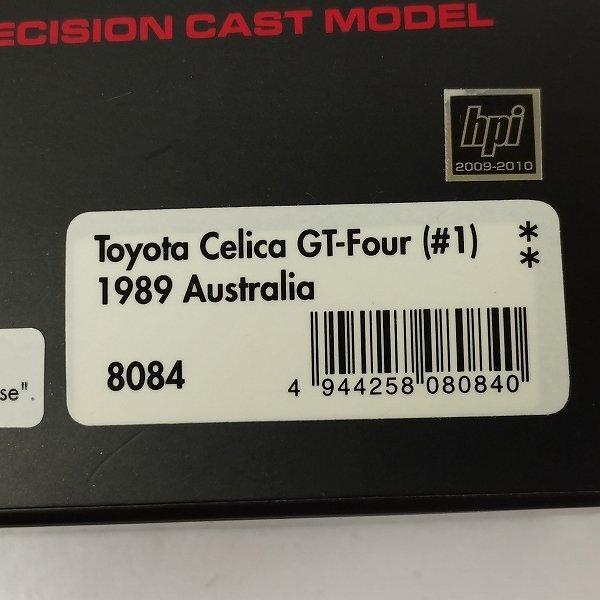 ECISION CAST MODEL
hpi
2009-2010
Toyota Celica GT-Four (#1) **
1989 Australia
8084
4 944258 080840
se".